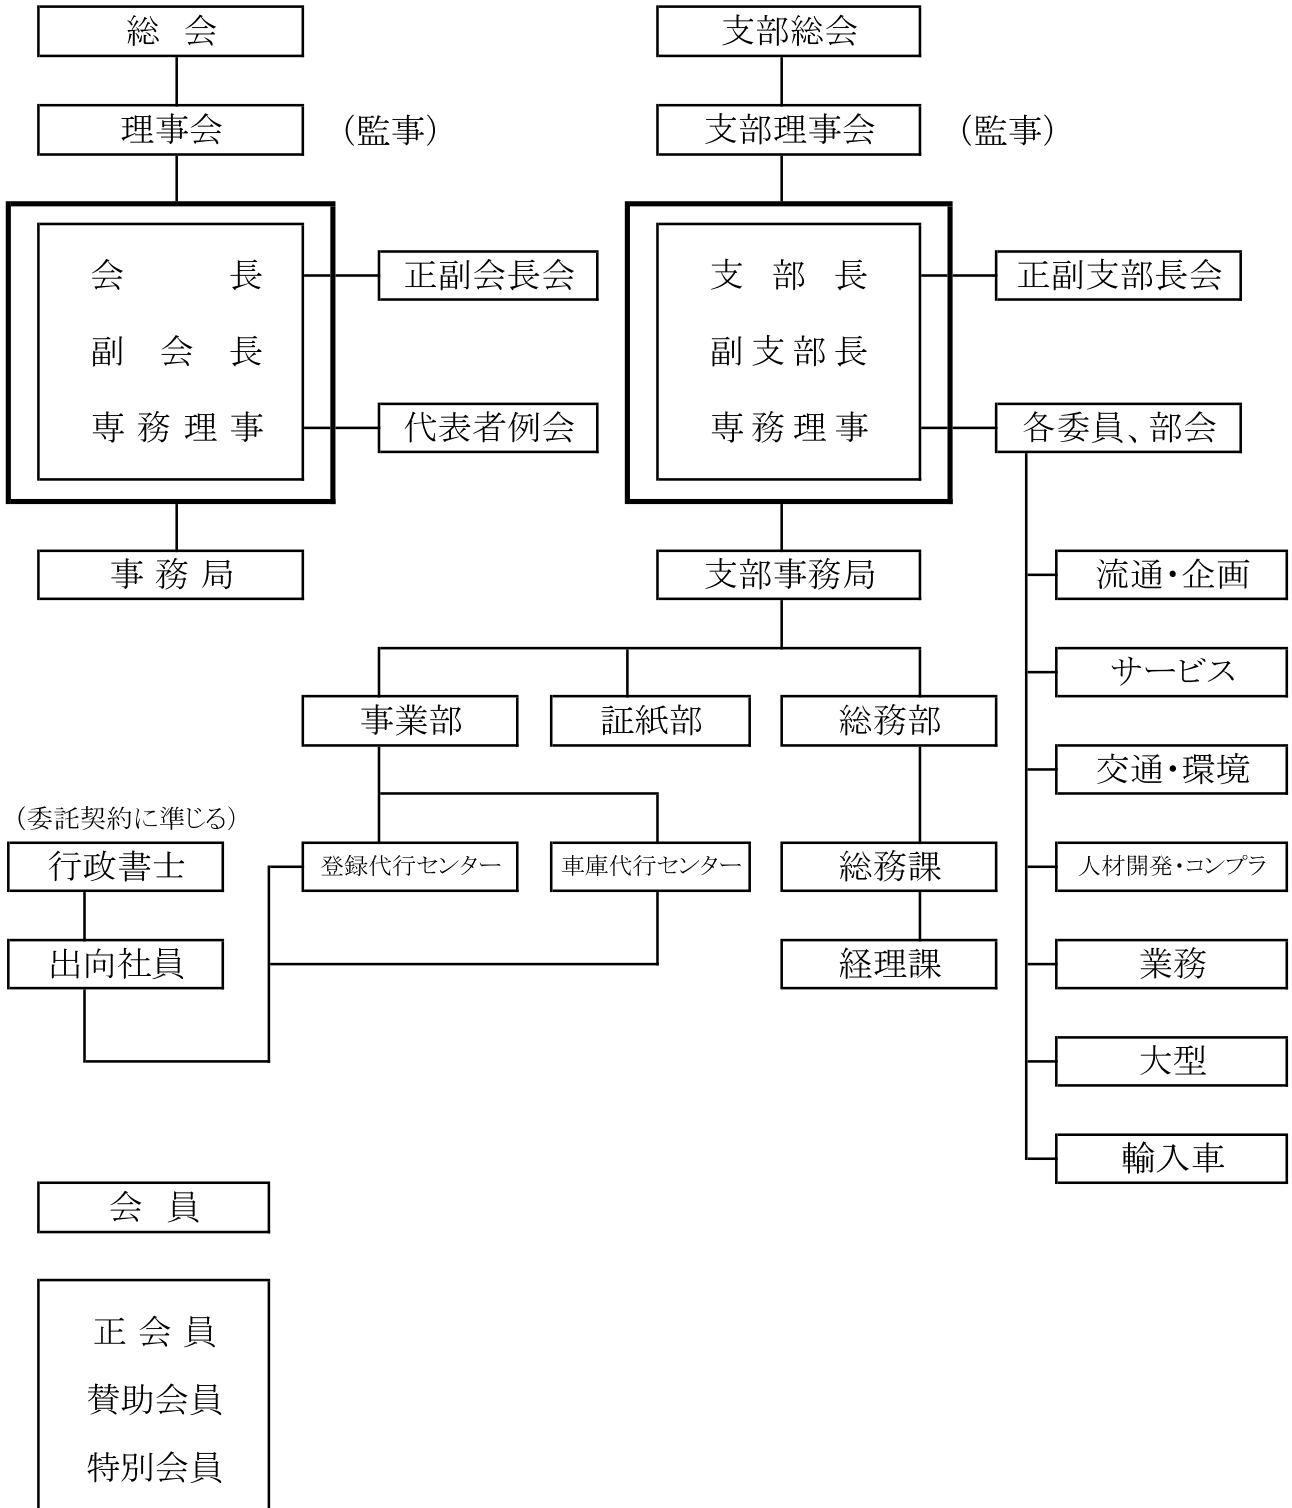 総 会
支部総会
理事会
(監事)
支部理事会
(監事)
会 長
副 会 長
専務理事
正副会長会
代表者例会
支 部 長
副支部長
専務理事
正副支部長会
各委員、部会
事務局
支部事務局
流通・企画
サービス
事業部
証紙部
総務部
交通・環境
(委託契約に準じる)
行政書士
登録代行センター
車庫代行センター
総務課
人材開発・コンプラ
出向社員
経理課
業務
大型
輸入車
会 員
正会員
賛助会員
特別会員